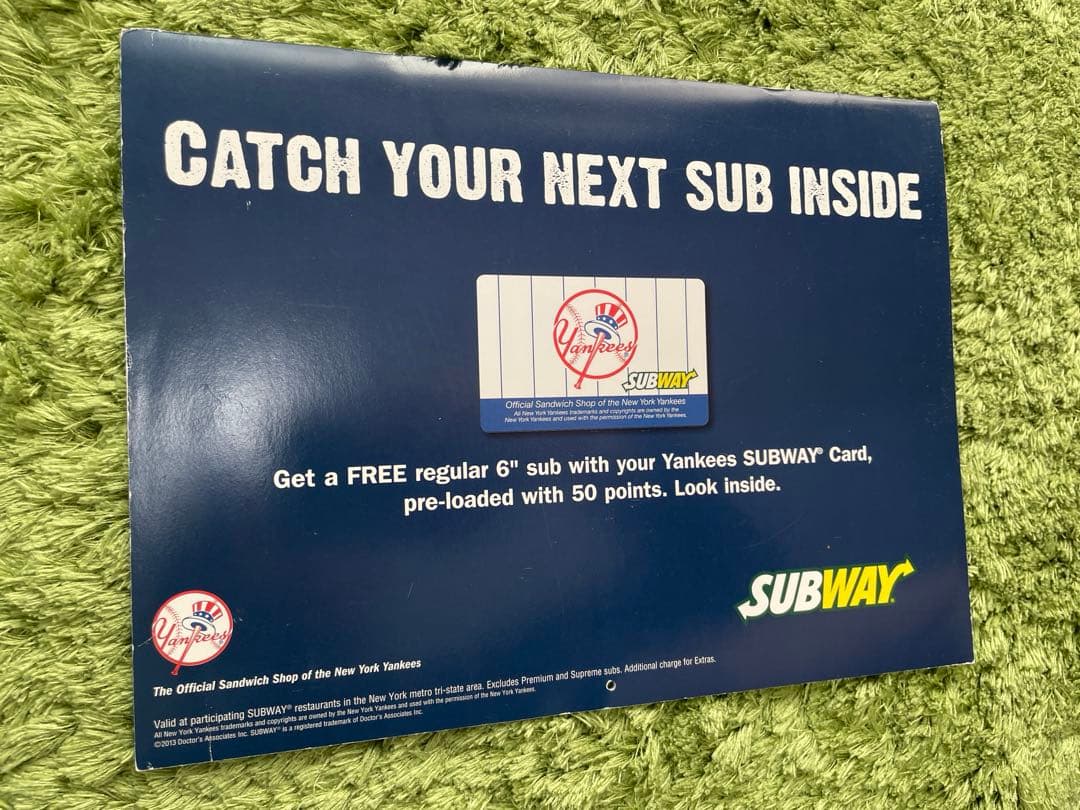 CATCH YOUR NEXT SUB INSIDE
Yankees
SUBWAY
Official Sandwich Shop of the New York Yankees
All New York Yankees trademarks and copyrights are owned by the
New York Yankees and used with the permission of the New York Yankees.
Get a FREE regular 6" sub with your Yankees SUBWAY® Card,
pre-loaded with 50 points. Look inside.
SUBWAY®
Yankees
The Official Sandwich Shop of the New York Yankees
Valid at participating SUBWAY® restaurants in the New York metro tri-state area. Excludes Premium and Supreme subs. Additional charge for Extras.
All New York Yankees trademarks and copyrights are owned by the New York Yankees and used with the permission of the New York Yankees.
©2013 Doctor's Associates Inc. SUBWAY® is a registered trademark of Doctor's Associates Inc.